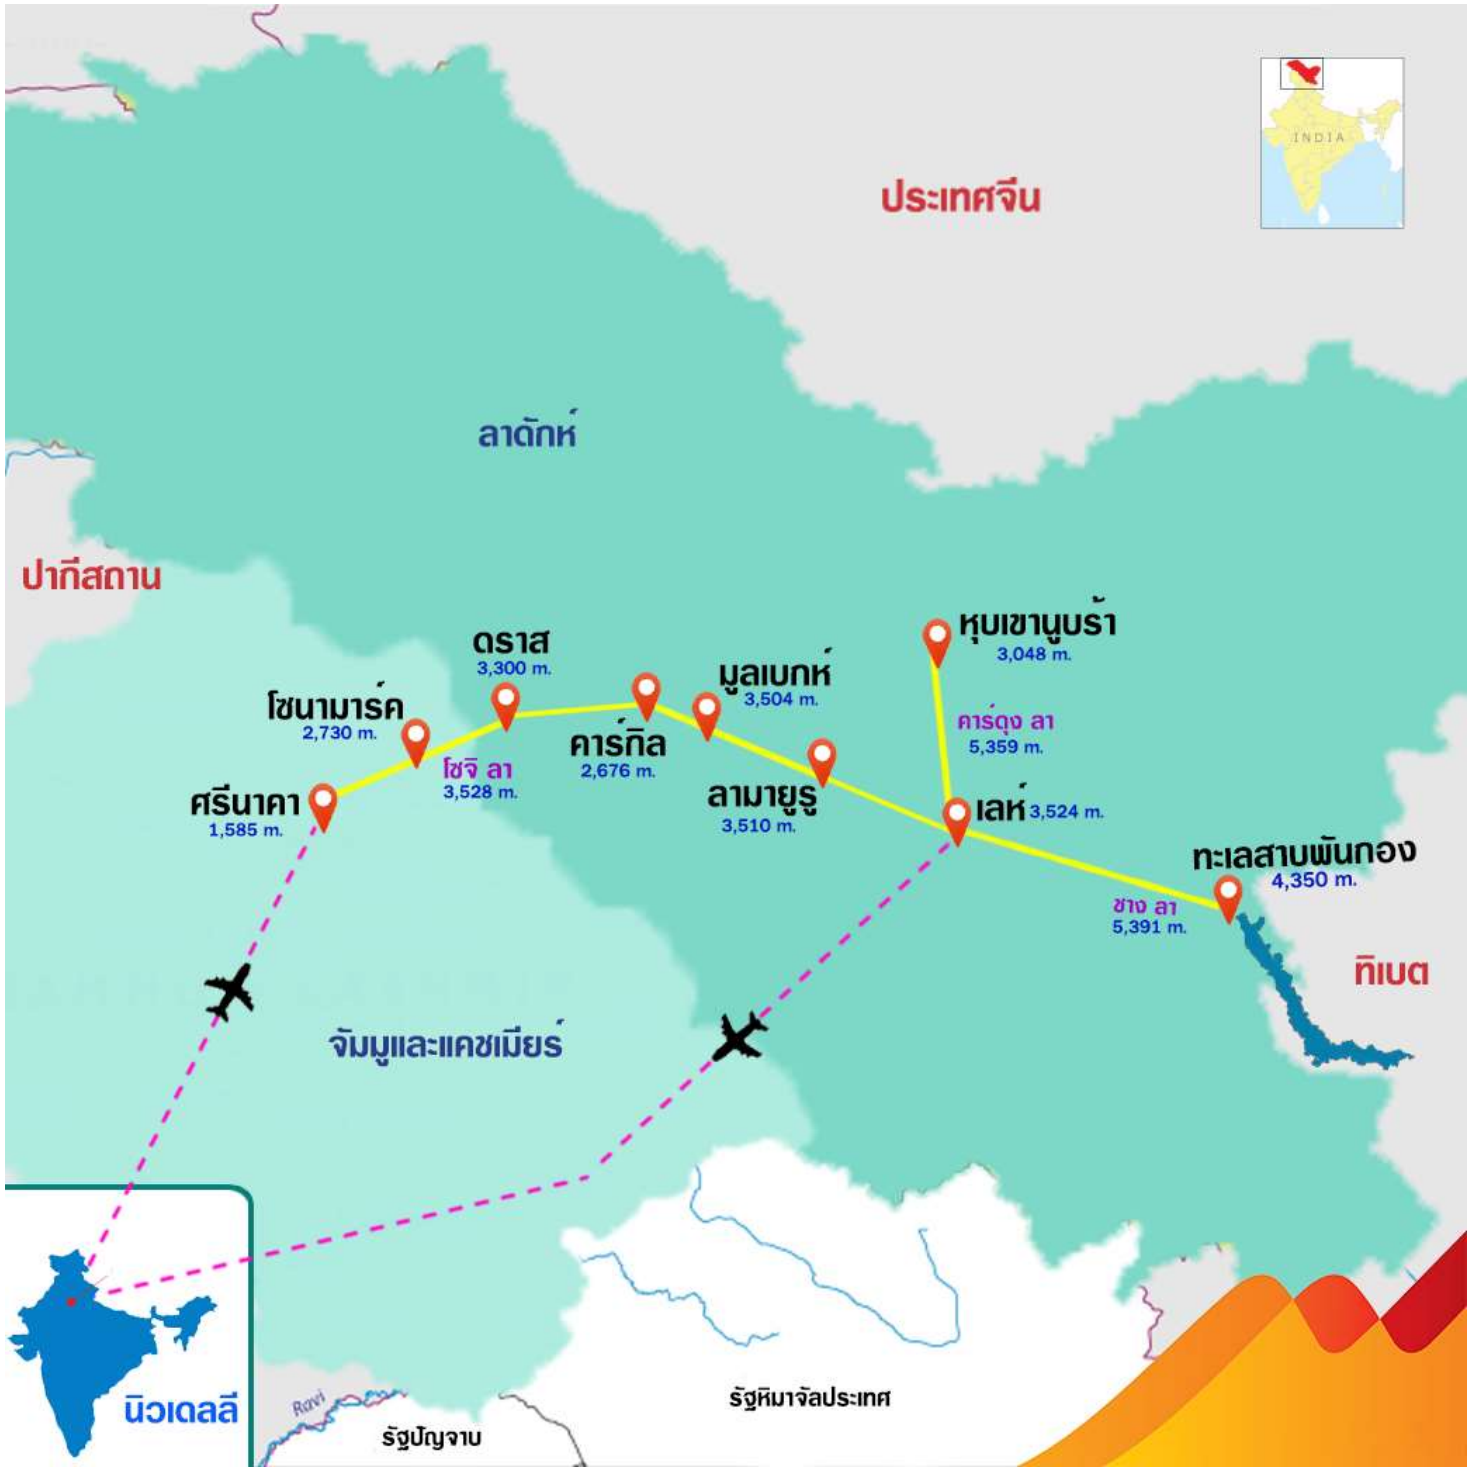 INDIA
ประเทศจีน
ลาดักห์
ปากีสถาน
หุบเขานูบร้า
3,048 m.
ดราส
3,300 m.
มูลเบกห์
3,504 m.
โซนามาร์ค
2,730 m.
คาร์ดุง ลา
5,359 m.
คาร์กิล
2,676 m.
โซจิ ลา
3,528 m.
ศรีนาคา
1,585 m.
ลามายูรู
3,510 m.
เลห์ 3,524 m.
ทะเลสาบพันกอง
4,350 m.
ชาง ลา
5,391 m.
ทิเบต
จัมมูและแคชเมียร์
นิวเดลลี
Ravi
รัฐหิมาจัลประเทศ
รัฐปัญจาบ